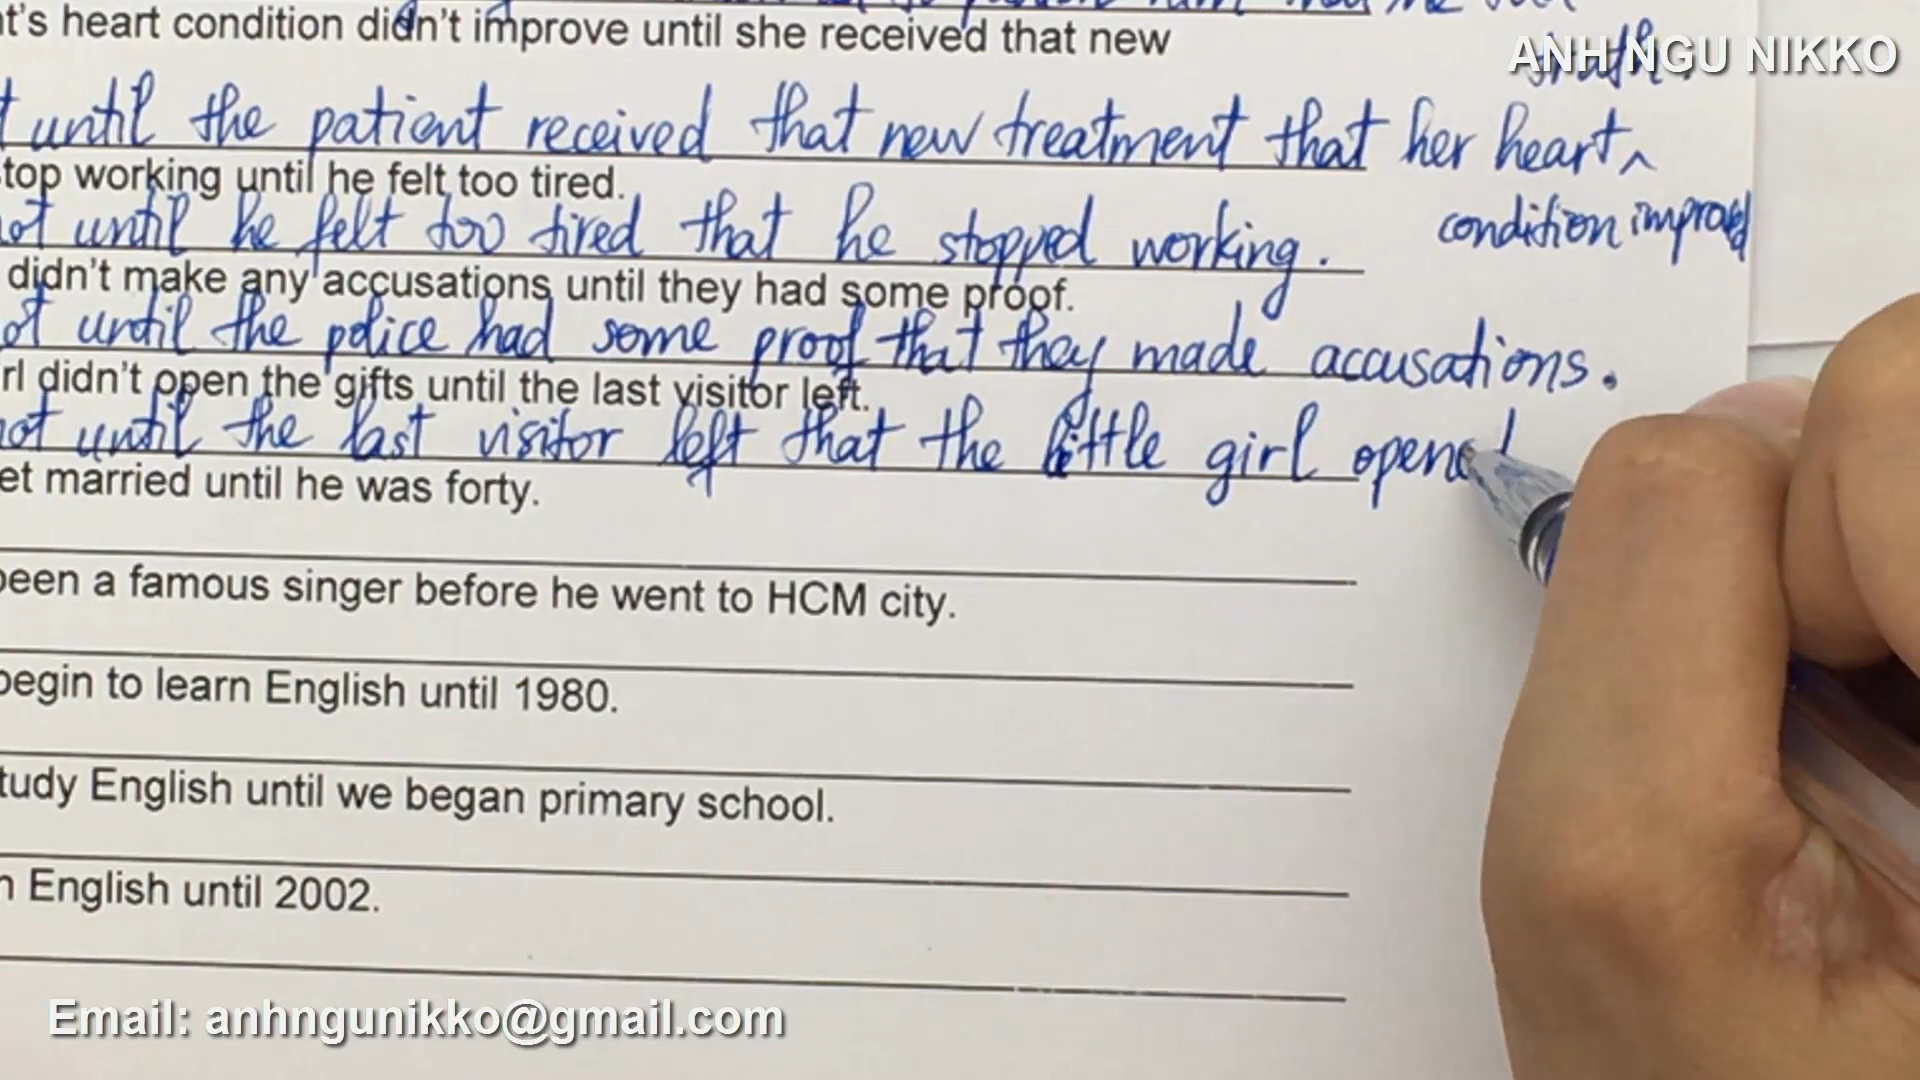 t's heart condition didn't improve until she received that new
ANH NGU NIKKO
truth.
t until the patient received that new treatment that her heart ^
condition improved
top working until he felt too tired.
ot until he felt too tired that he stopped working.
didn't make any accusations until they had some proof.
ot until the police had some proof that they made accusations.
rl didn't open the gifts until the last visitor left.
not until the last visitor left that the little girl opened
et married until he was forty.
been a famous singer before he went to HCM city.
begin to learn English until 1980.
tudy English until we began primary school.
n English until 2002.
Email: anhngunikko@gmail.com